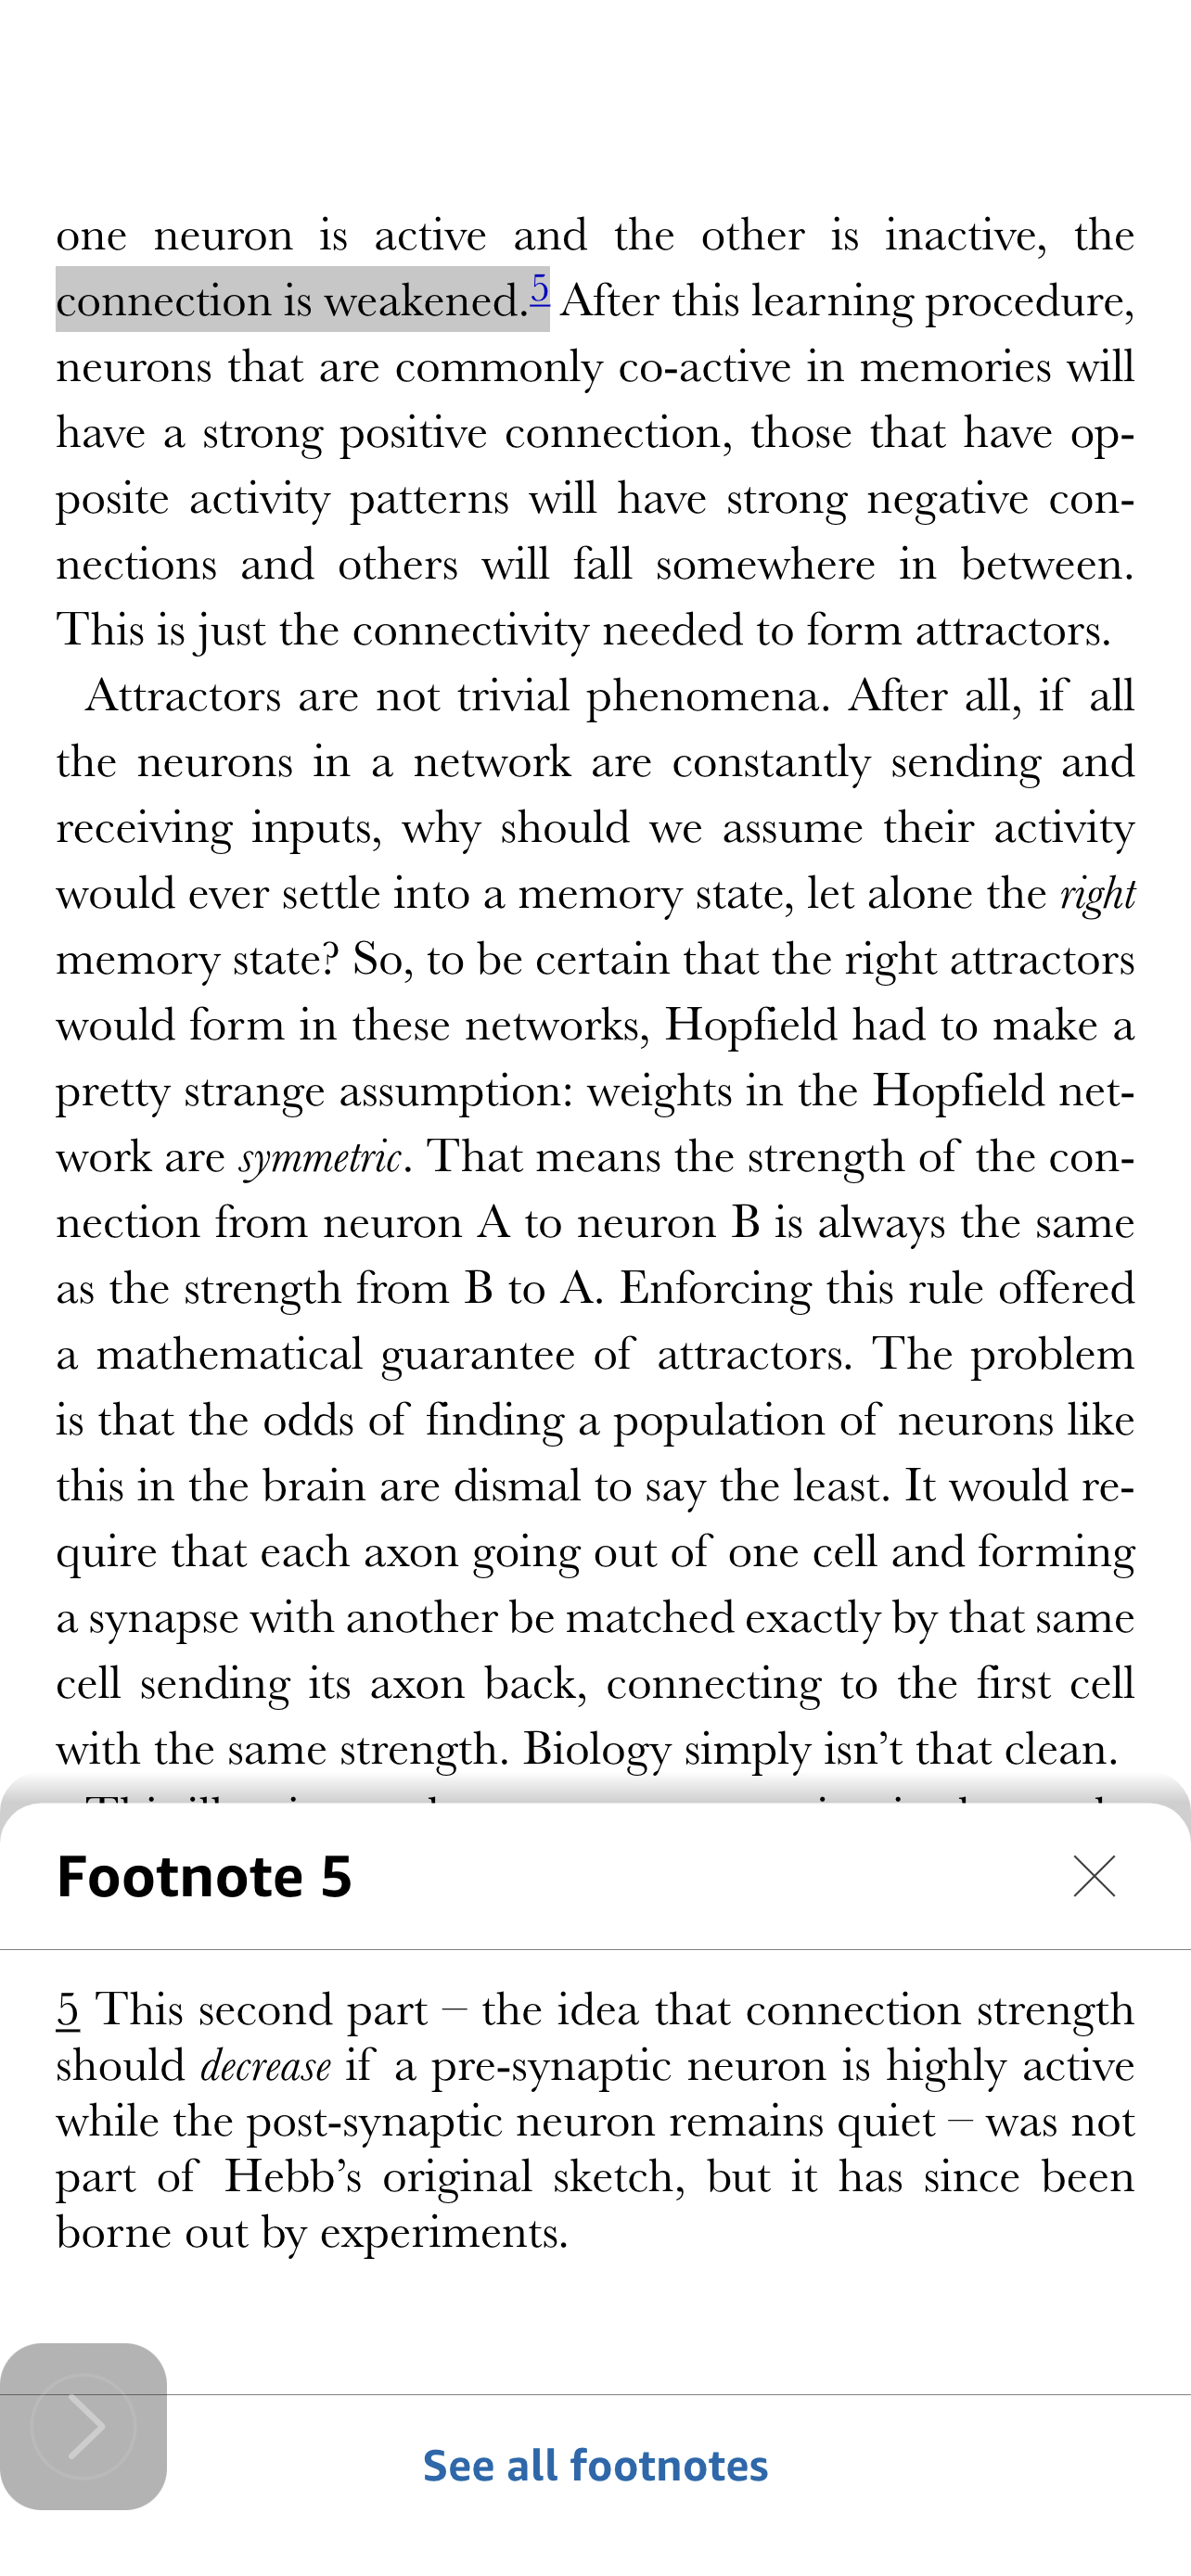 one neuron is active and the other is inactive, the
connection is weakened.5 After this learning procedure,
neurons that are commonly co-active in memories will
have a strong positive connection, those that have op-
posite activity patterns will have strong negative con-
nections and others will fall somewhere in between.
This is just the connectivity needed to form attractors.
Attractors are not trivial phenomena. After all, if all
the neurons in a network are constantly sending and
receiving inputs, why should we assume their activity
would ever settle into a memory state, let alone the right
memory state? So, to be certain that the right attractors
would form in these networks, Hopfield had to make a
pretty strange assumption: weights in the Hopfield net-
work are symmetric. That means the strength of the con-
nection from neuron A to neuron B is always the same
as the strength from B to A. Enforcing this rule offered
a mathematical guarantee of attractors. The problem
is that the odds of finding a population of neurons like
this in the brain are dismal to say the least. It would re-
quire that each axon going out of one cell and forming
a synapse with another be matched exactly by that same
cell sending its axon back, connecting to the first cell
with the same strength. Biology simply isn’t that clean.
Footnote 5
5 This second part – the idea that connection strength
should decrease if a pre-synaptic neuron is highly active
while the post-synaptic neuron remains quiet – was not
part of Hebb’s original sketch, but it has since been
borne out by experiments.
See all footnotes